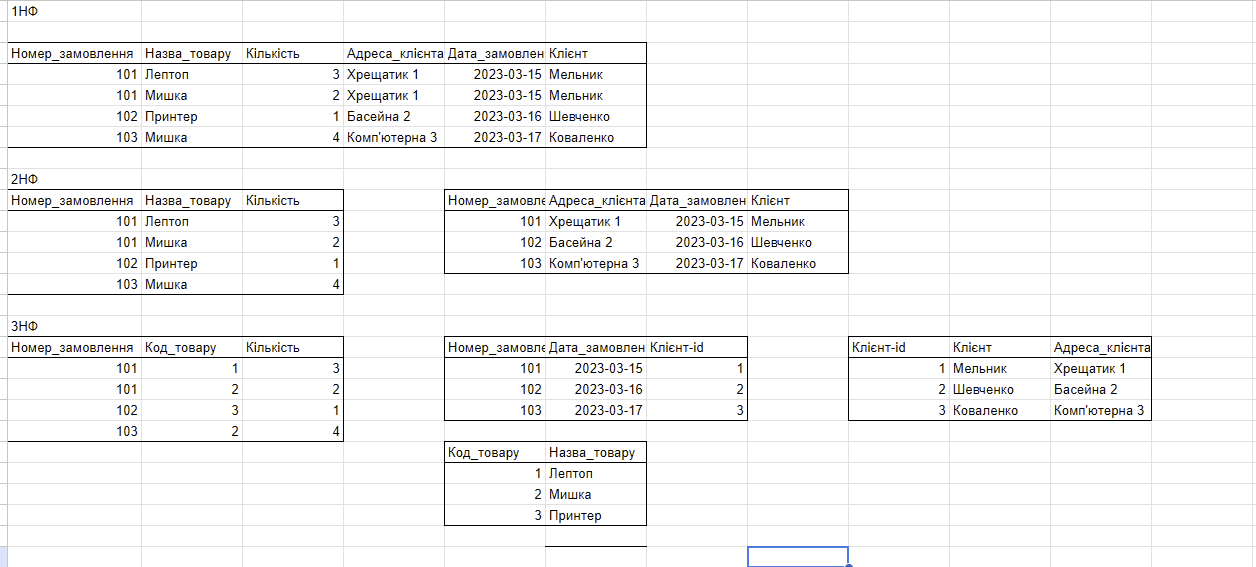 1НФ
Номер_замовлення Назва_товару Кількість Адреса_клієнта Дата_замовлен Клієнт
101 Лептоп 3 Хрещатик 1 2023-03-15 Мельник
101 Мишка 2 Хрещатик 1 2023-03-15 Мельник
102 Принтер 1 Басейна 2 2023-03-16 Шевченко
103 Мишка 4 Комп'ютерна 3 2023-03-17 Коваленко
2НФ
Номер_замовлення Назва_товару Кількість Номер_замовле Адреса_клієнта Дата_замовлен Клієнт
101 Лептоп 3 101 Хрещатик 1 2023-03-15 Мельник
101 Мишка 2 102 Басейна 2 2023-03-16 Шевченко
102 Принтер 1 103 Комп'ютерна 3 2023-03-17 Коваленко
103 Мишка 4
3НФ
Номер_замовлення Код_товару Кількість Номер_замовле Дата_замовлен Клієнт-id Клієнт-id Клієнт Адреса_клієнта
101 1 3 101 2023-03-15 1 1 Мельник Хрещатик 1
101 2 2 102 2023-03-16 2 2 Шевченко Басейна 2
102 3 1 103 2023-03-17 3 3 Коваленко Комп'ютерна 3
103 2 4
Код_товару Назва_товару
1 Лептоп
2 Мишка
3 Принтер